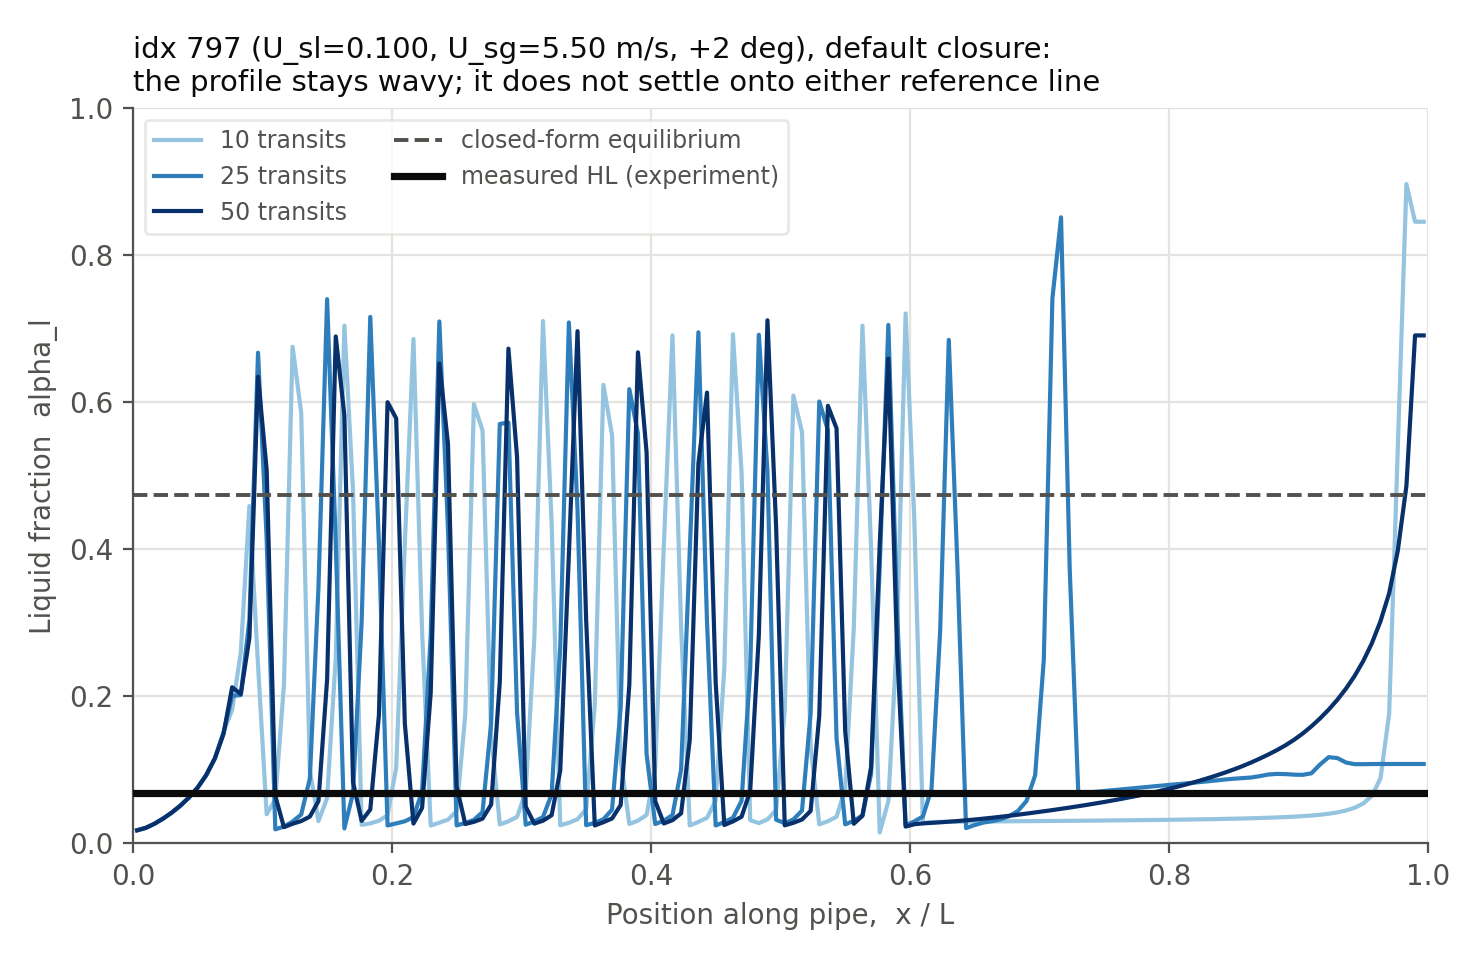 idx 797 (U_sl=0.100, U_sg=5.50 m/s, +2 deg), default closure:
the profile stays wavy; it does not settle onto either reference line
10 transits
25 transits
50 transits
closed-form equilibrium
measured HL (experiment)
Liquid fraction alpha_l
1.0
0.8
0.6
0.4
0.2
0.0
0.0
0.2
0.4
0.6
0.8
1.0
Position along pipe, x / L